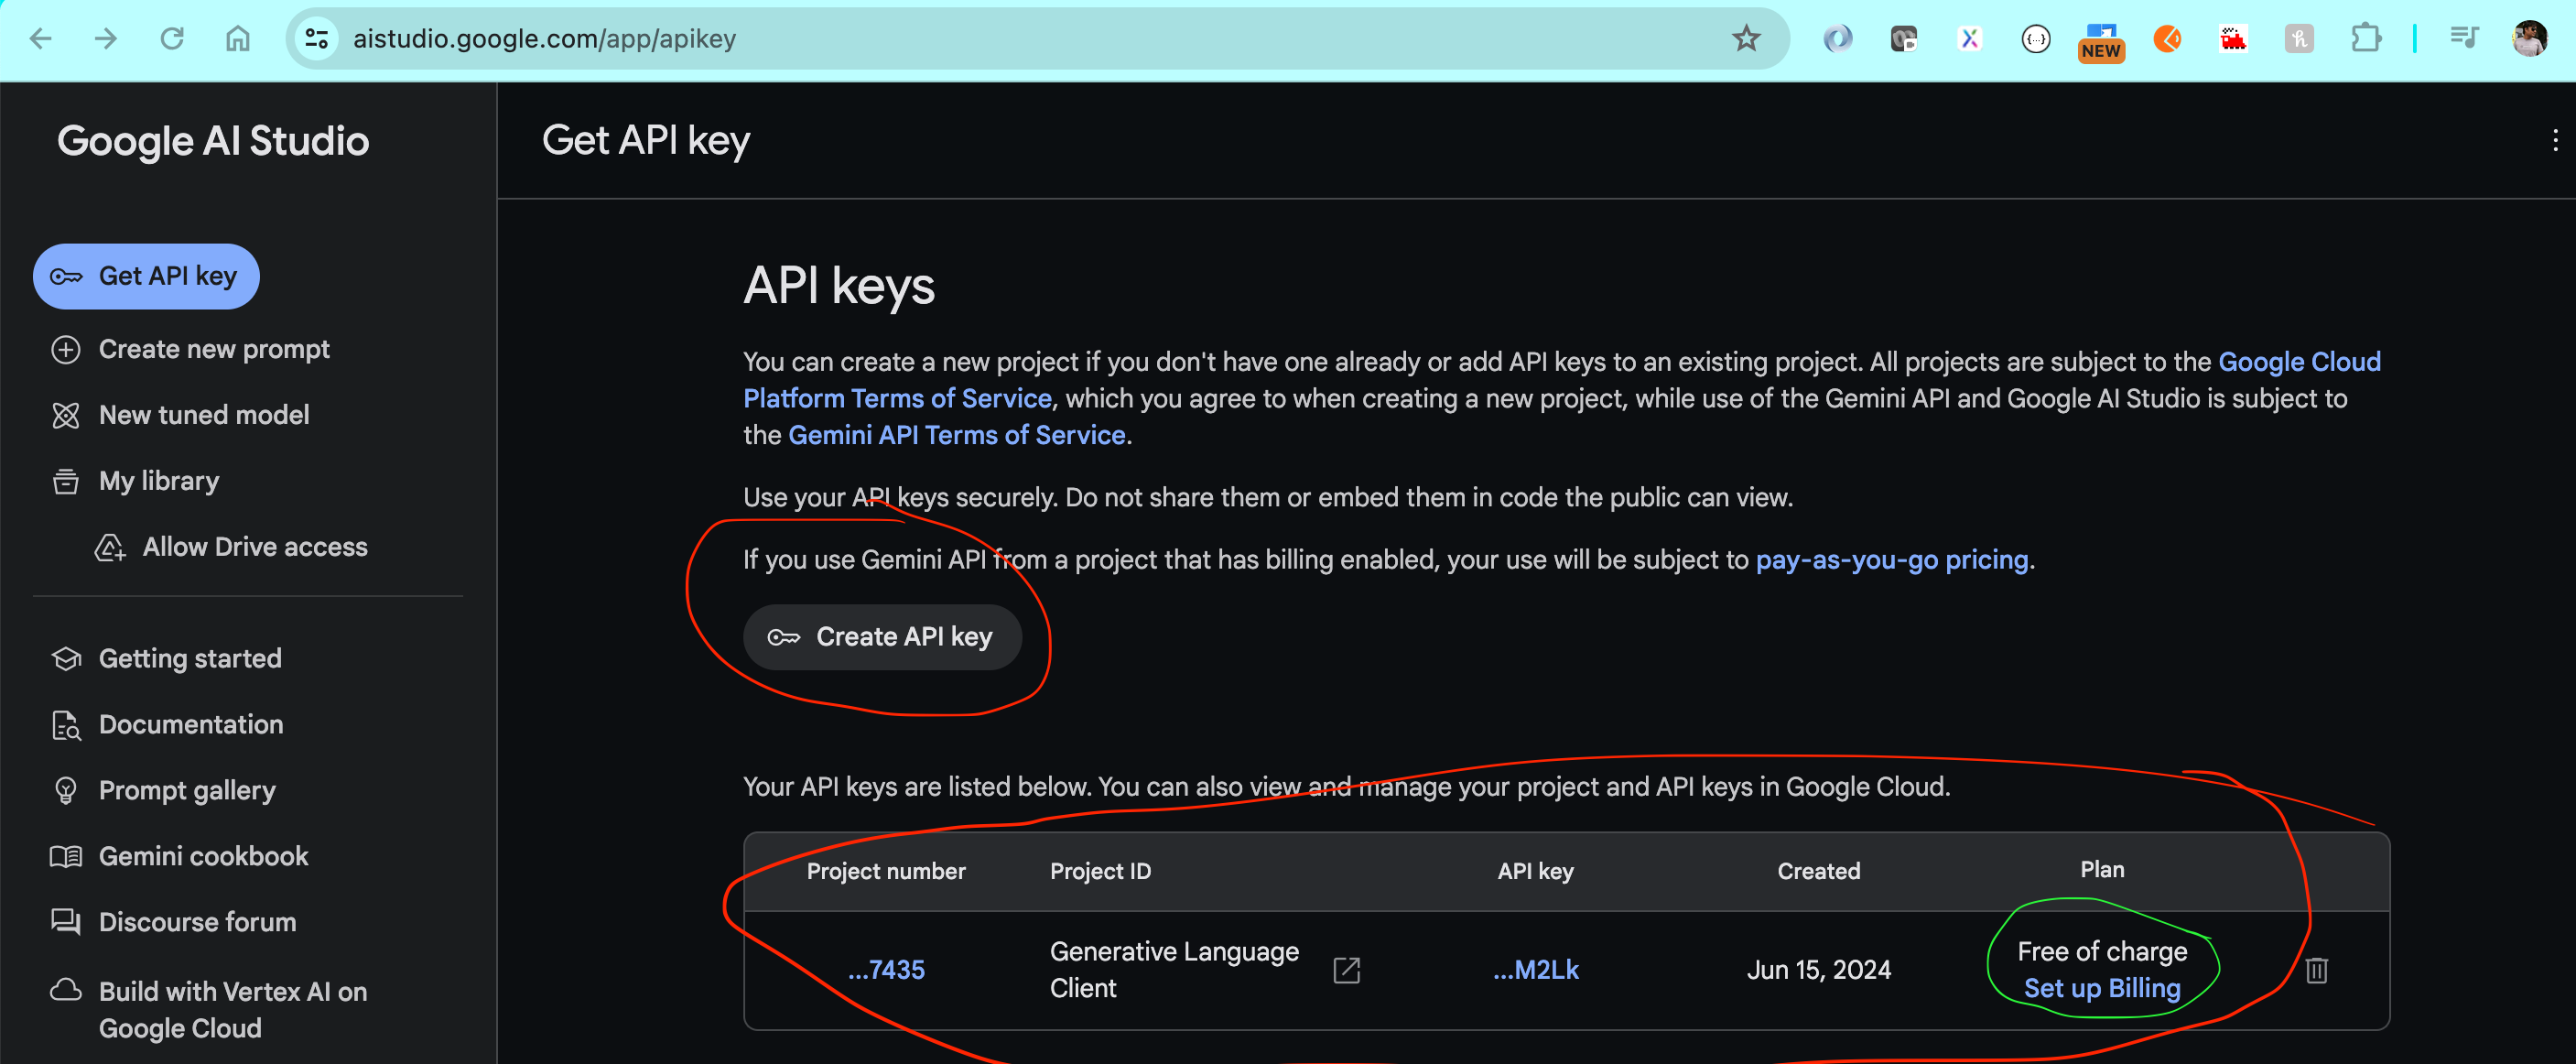 aistudio.google.com/app/apikey
NEW
Google AI Studio
Get API key
Get API key
Create new prompt
New tuned model
My library
Allow Drive access
Getting started
Documentation
Prompt gallery
Gemini cookbook
Discourse forum
Build with Vertex AI on
Google Cloud
API keys
You can create a new project if you don't have one already or add API keys to an existing project. All projects are subject to the Google Cloud
Platform Terms of Service, which you agree to when creating a new project, while use of the Gemini API and Google AI Studio is subject to
the Gemini API Terms of Service.
Use your API keys securely. Do not share them or embed them in code the public can view.
If you use Gemini API from a project that has billing enabled, your use will be subject to pay-as-you-go pricing.
Create API key
Your API keys are listed below. You can also view and manage your project and API keys in Google Cloud.
Project number Project ID API key Created Plan
...7435 Generative Language Client ...M2Lk Jun 15, 2024 Free of charge
Set up Billing